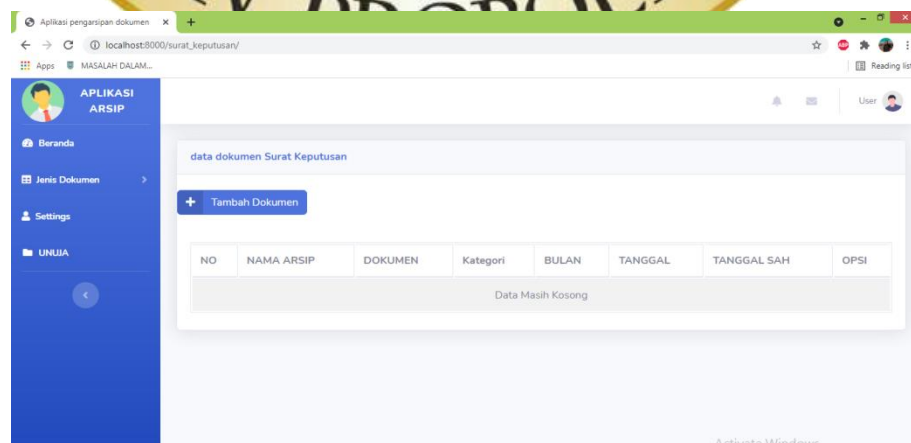 Aplikasi pengarsipan dokumen
localhost:8000/surat_keputusan/
Apps MASALAH DALAM... Reading list
APLIKASI
ARSIP
User
Beranda
data dokumen Surat Keputusan
Jenis Dokumen
Tambah Dokumen
Settings
UNUJA
NO NAMA ARSIP DOKUMEN Kategori BULAN TANGGAL TANGGAL SAH OPSI
Data Masih Kosong
Activate Windows